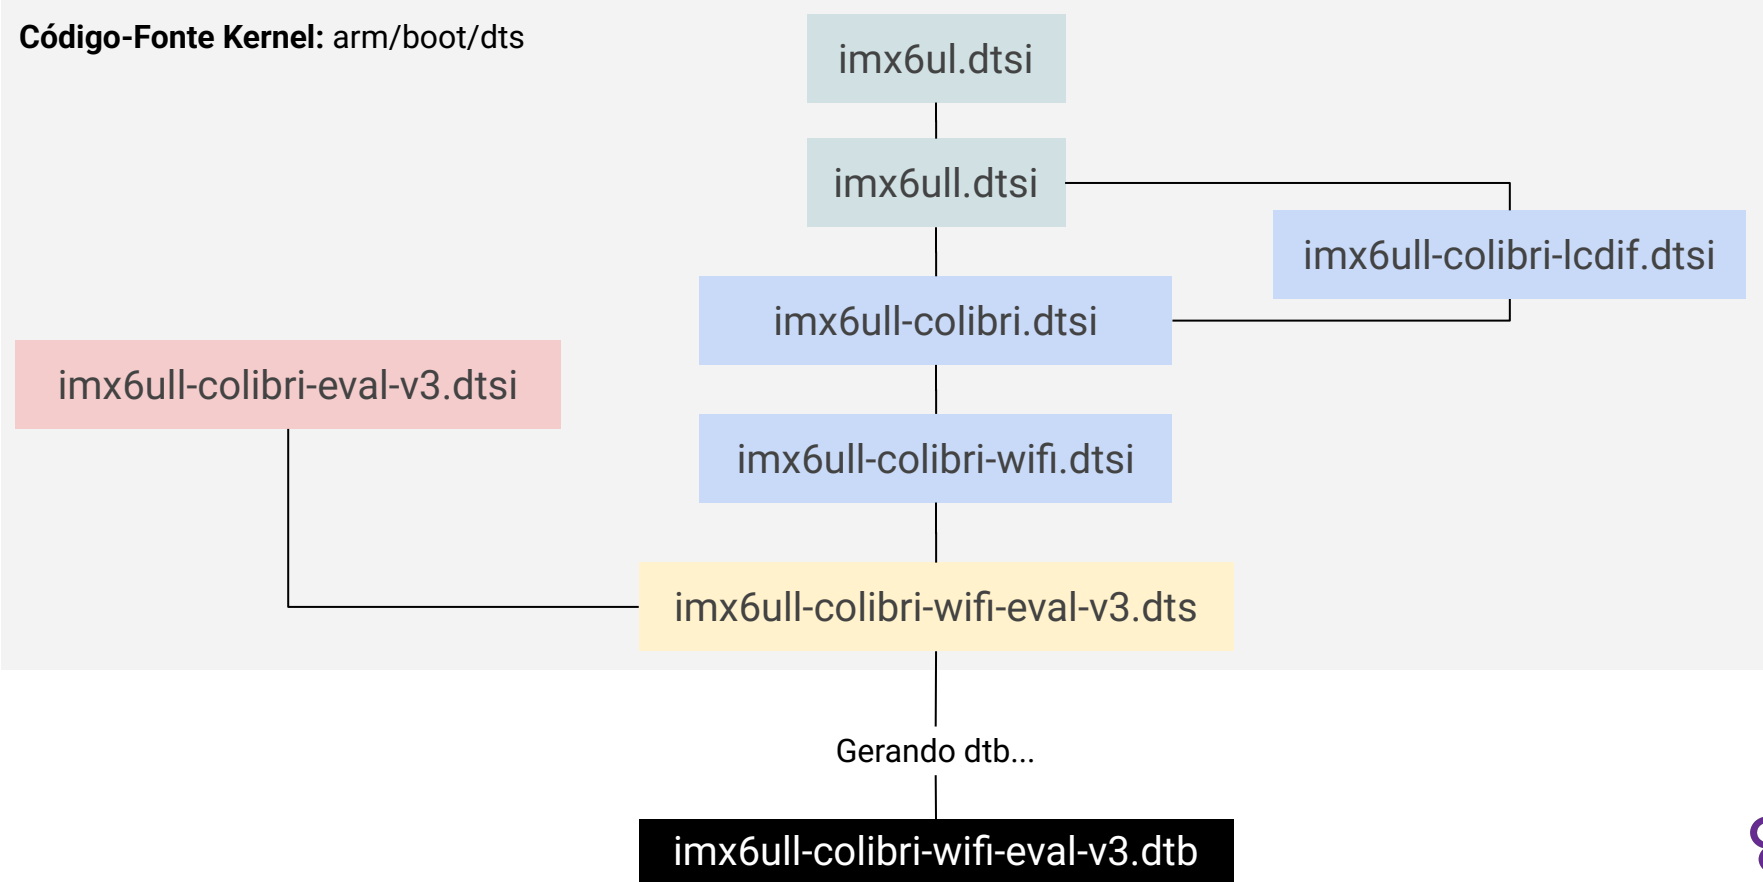 Código-Fonte Kernel: arm/boot/dts
imx6ul.dtsi
imx6ull.dtsi
imx6ull-colibri-lcdif.dtsi
imx6ull-colibri.dtsi
imx6ull-colibri-eval-v3.dtsi
imx6ull-colibri-wifi.dtsi
imx6ull-colibri-wifi-eval-v3.dts
Gerando dtb...
imx6ull-colibri-wifi-eval-v3.dtb